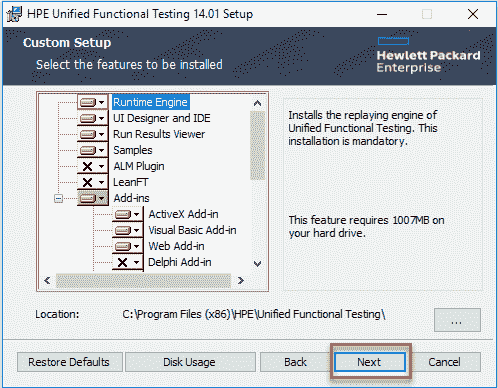 HPE Unified Functional Testing 14.01 Setup
Custom Setup
Select the features to be installed
Hewlett Packard
Enterprise
Runtime Engine
UI Designer and IDE
Run Results Viewer
Samples
ALM Plugin
LeanFT
Add-ins
ActiveX Add-in
Visual Basic Add-in
Web Add-in
Delphi Add-in
Installs the replaying engine of
Unified Functional Testing. This
installation is mandatory.
This feature requires 1007MB on
your hard drive.
Location: C:\Program Files (x86)\HPE\Unified Functional Testing\
...
Restore Defaults Disk Usage Back Next Cancel